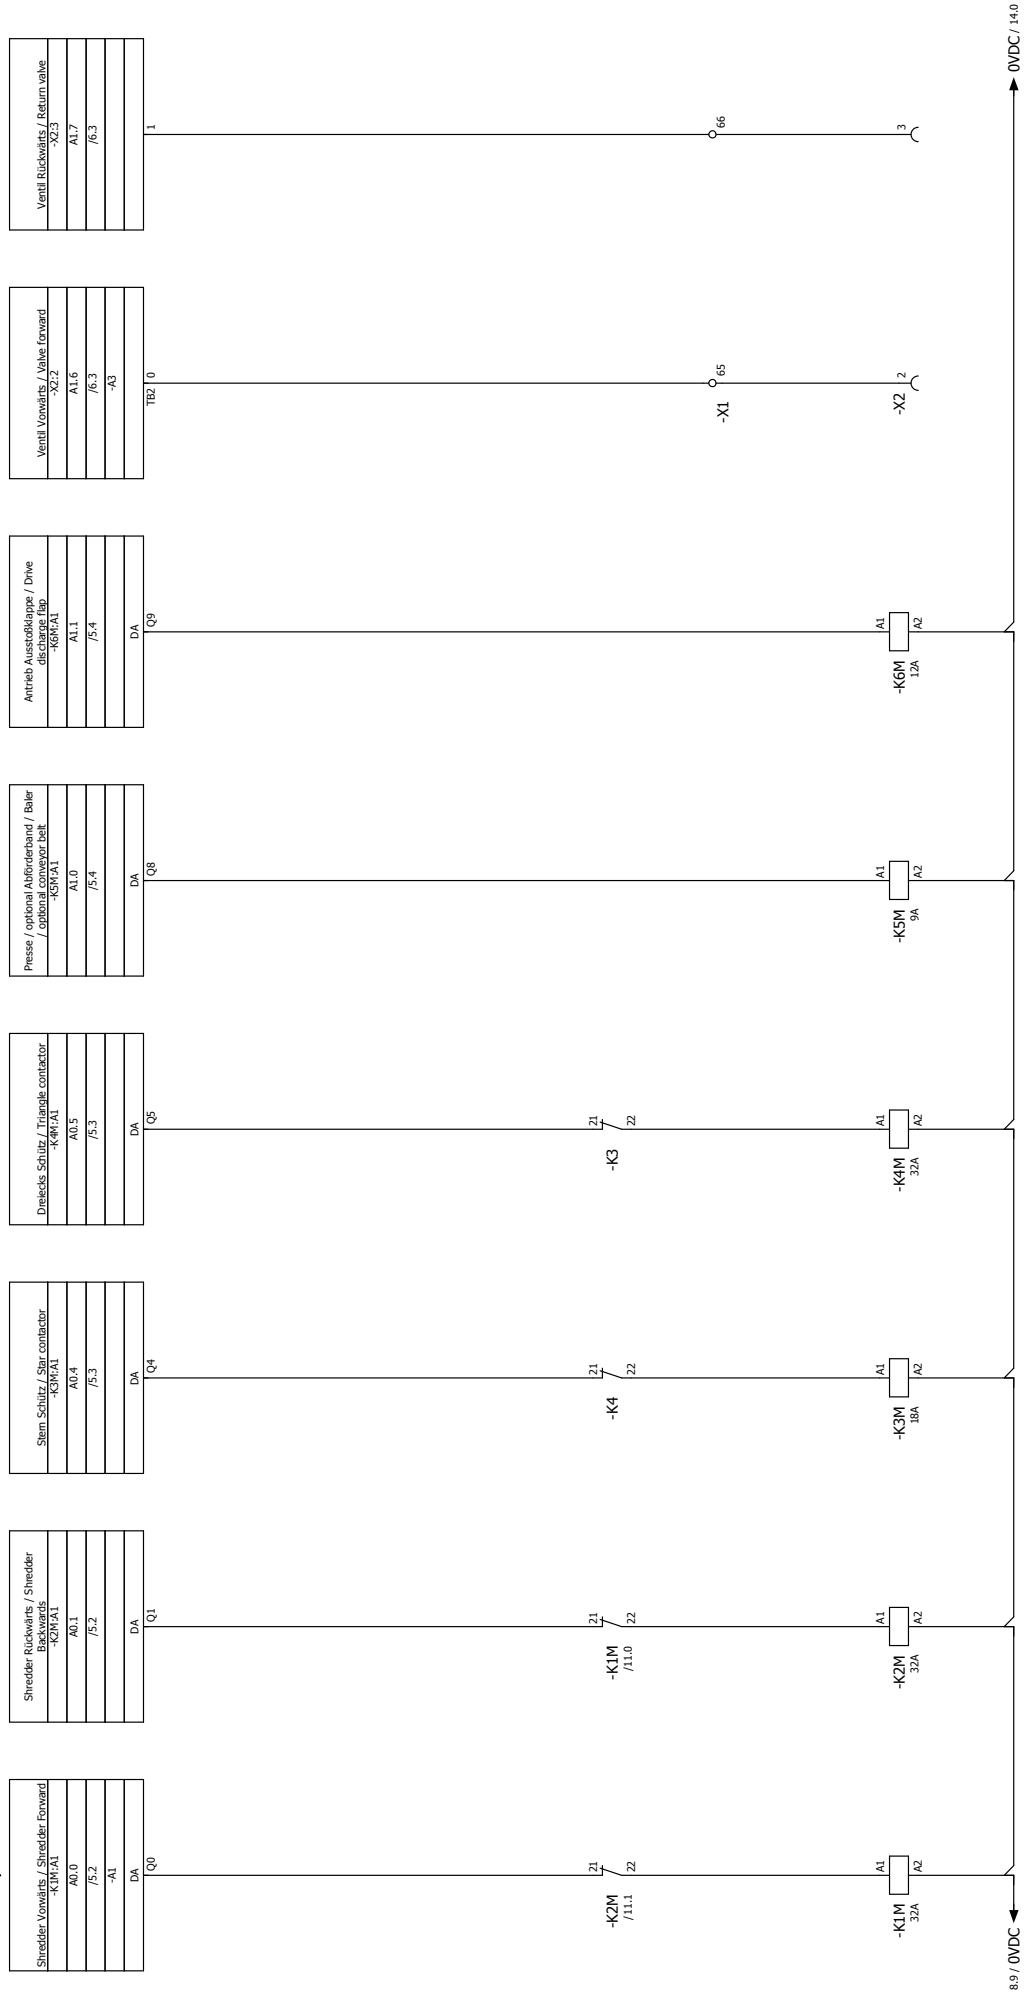 Shredder Vorwärts / Shredder Forward
-K1M:A1
A0.0
/5.2
-A1
DA
Q0
21
22
-K2M
/11.1
A1
A2
-K1M
32A
Shredder Rückwärts / Shredder
Backwards
-K2M:A1
A0.1
/5.2
DA
Q1
21
22
-K1M
/11.0
A1
A2
-K2M
32A
Stern Schütz / Star contactor
-K3M:A1
A0.4
/5.3
DA
Q4
21
22
-K4
A1
A2
-K3M
18A
Dreiecks Schütz / Triangle contactor
-K4M:A1
A0.5
/5.3
DA
Q5
21
22
-K3
A1
A2
-K4M
32A
Presse / optional Abförderband / Baler
/ optional conveyor belt
-K5M:A1
A1.0
/5.4
DA
Q8
A1
A2
-K5M
9A
Antrieb Ausstoßklappe / Drive
discharge flap
-K6M:A1
A1.1
/5.4
DA
Q9
A1
A2
-K6M
12A
Ventil Vorwärts / Valve forward
-X2:2
A1.6
/6.3
-A3
TB2 0
65
-X1
2
-X2
Ventil Rückwärts / Return valve
-X2:3
A1.7
/6.3
1
66
3
8.9 / 0VDC
0VDC / 14.0